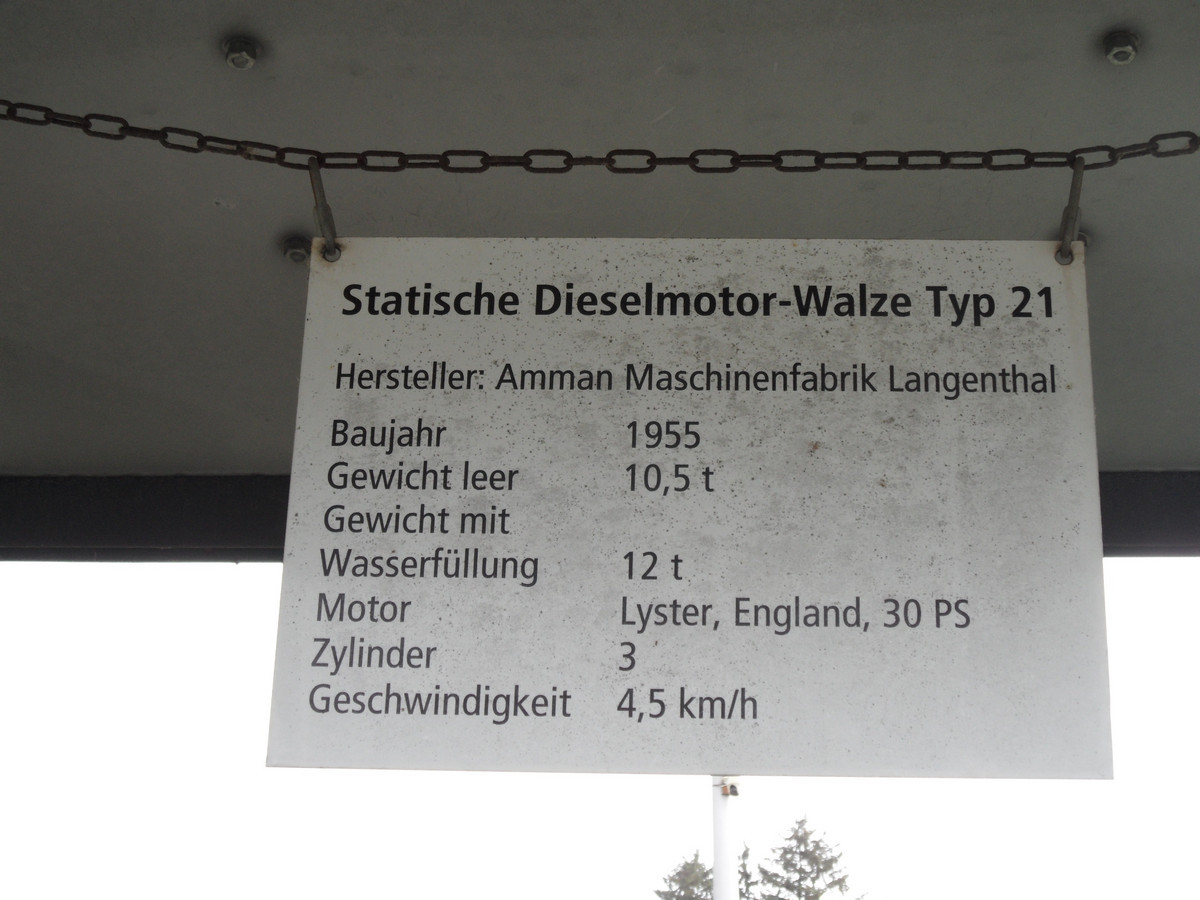 Statische Dieselmotor-Walze Typ 21
Hersteller: Amman Maschinenfabrik Langenthal
Baujahr 1955
Gewicht leer 10,5 t
Gewicht mit
Wasserfüllung 12 t
Motor Lyster, England, 30 PS
Zylinder 3
Geschwindigkeit 4,5 km/h